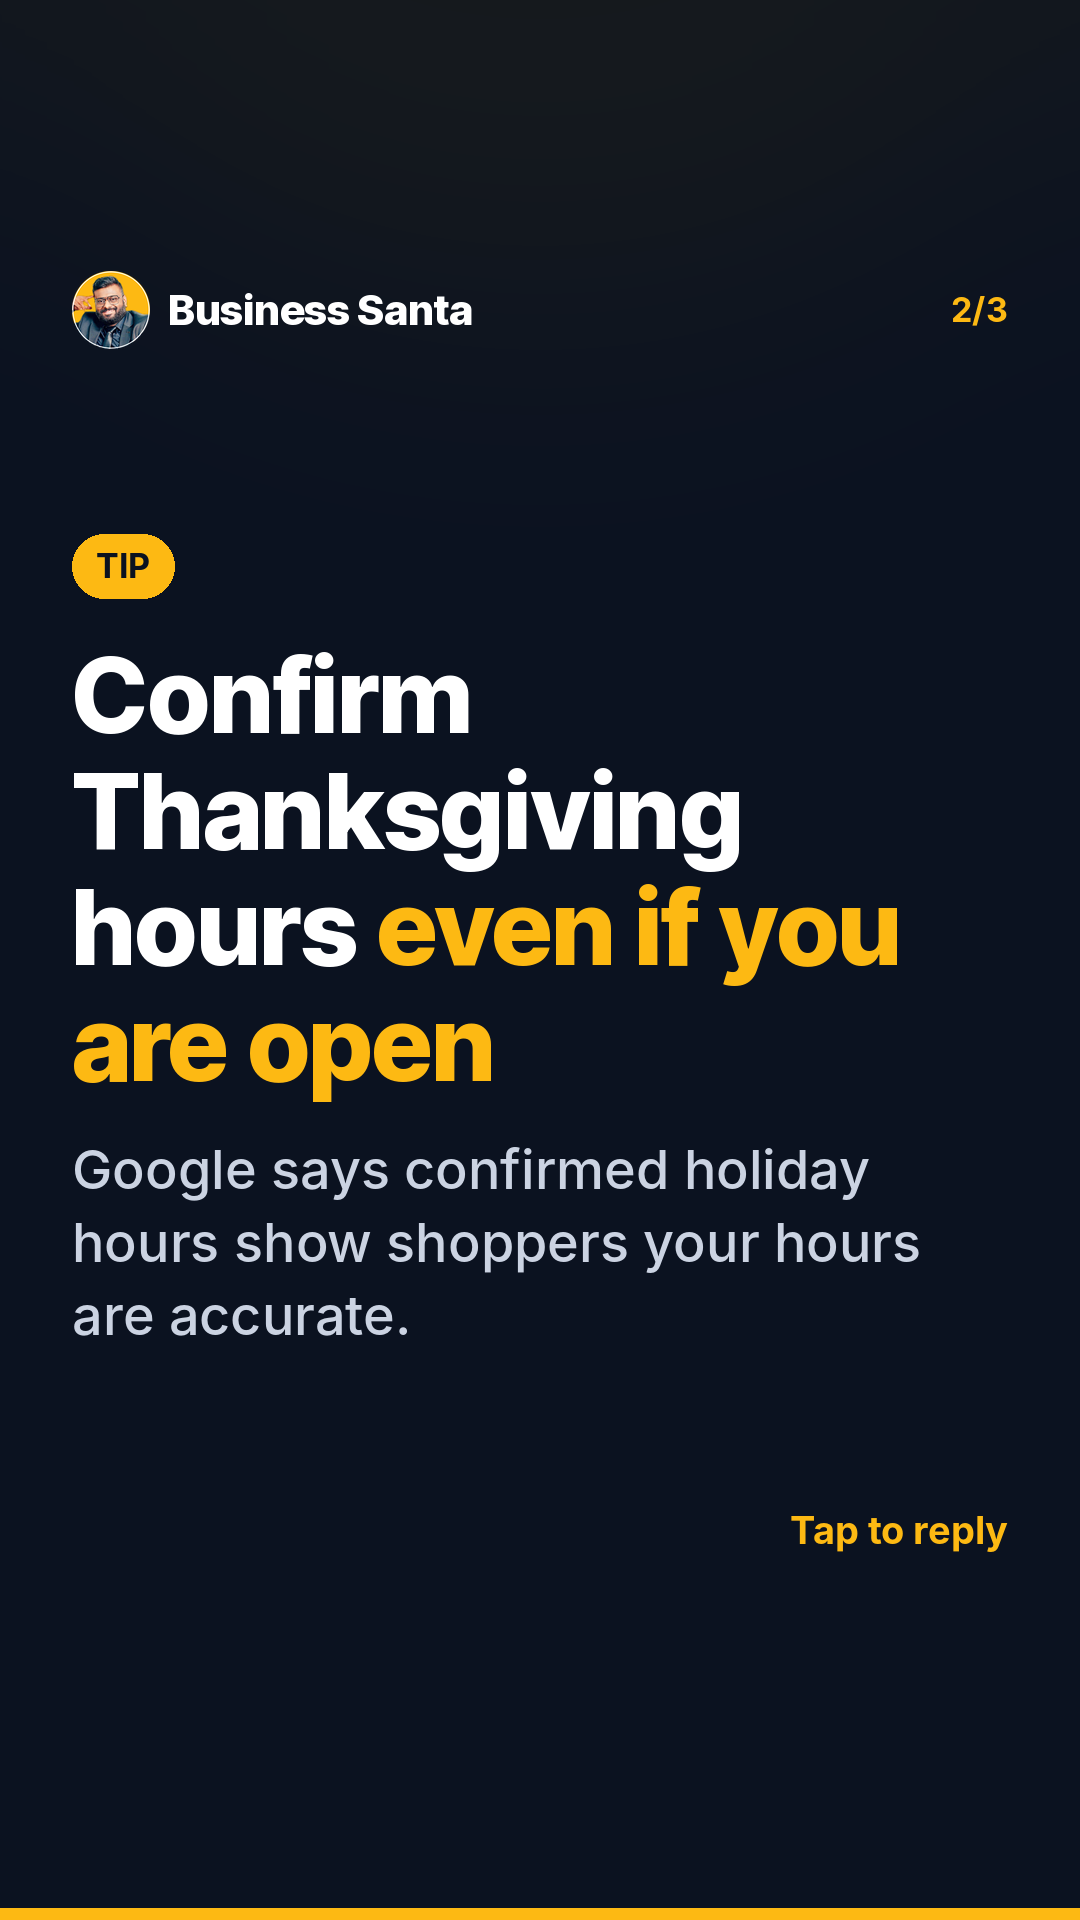 Business Santa
2/3
TIP
Confirm
Thanksgiving
hours even if you
are open
Google says confirmed holiday
hours show shoppers your hours
are accurate.
Tap to reply